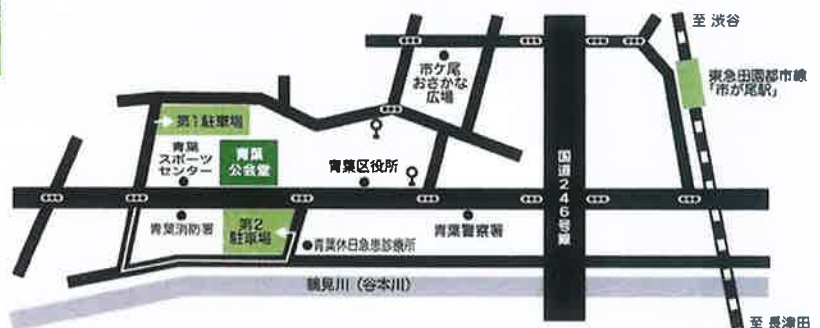 至 渋谷
東急田園都市線
「市が尾駅」
市ケ尾
おさかな
広場
第1駐車場
青葉
スポーツ
センター
青葉
公会堂
青葉区役所
国道246号線
青葉消防署
第2
駐車場
青葉休日急患診療所
青葉警察署
鶴見川（谷本川）
至 長津田